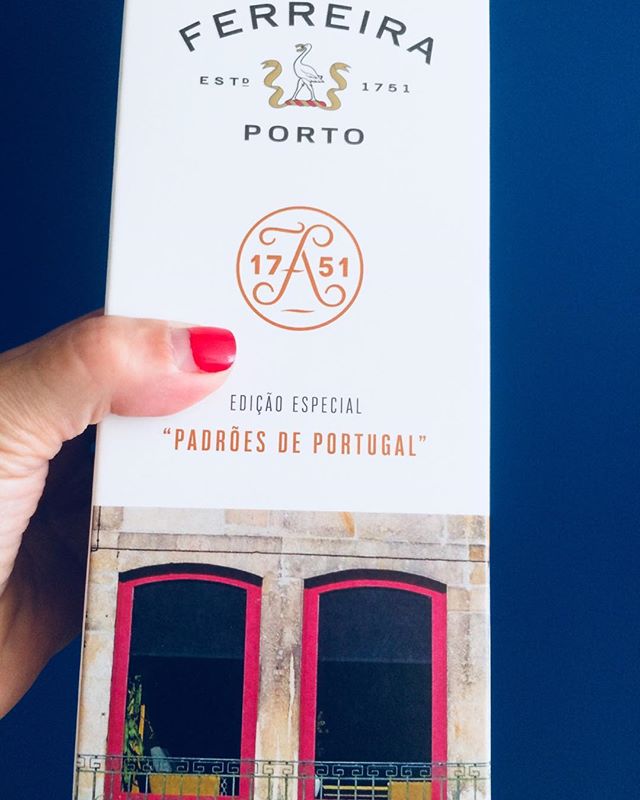 FERREIRA
ESTD 1751
PORTO
17 51
EDIÇÃO ESPECIAL
“PADRÕES DE PORTUGAL”